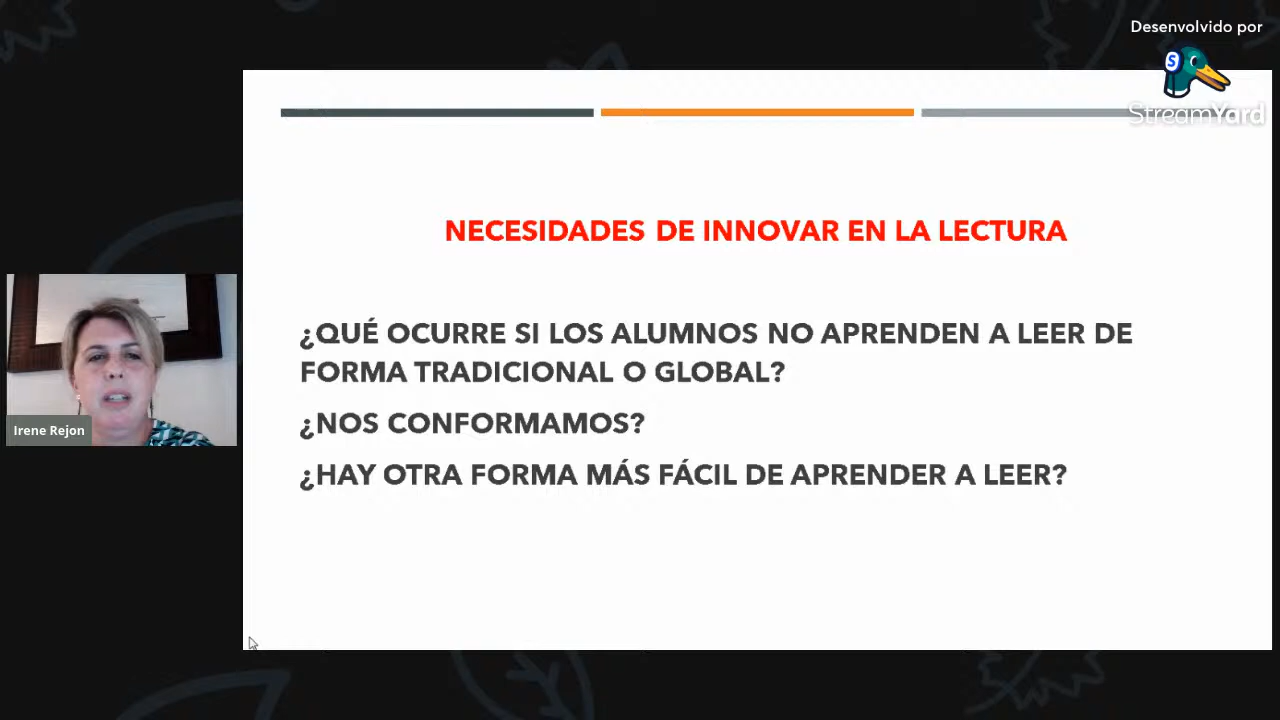 Desenvolvido por
S
StreamYard
NECESIDADES DE INNOVAR EN LA LECTURA
¿QUÉ OCURRE SI LOS ALUMNOS NO APRENDEN A LEER DE
FORMA TRADICIONAL O GLOBAL?
¿NOS CONFORMAMOS?
¿HAY OTRA FORMA MÁS FÁCIL DE APRENDER A LEER?
Irene Rejon